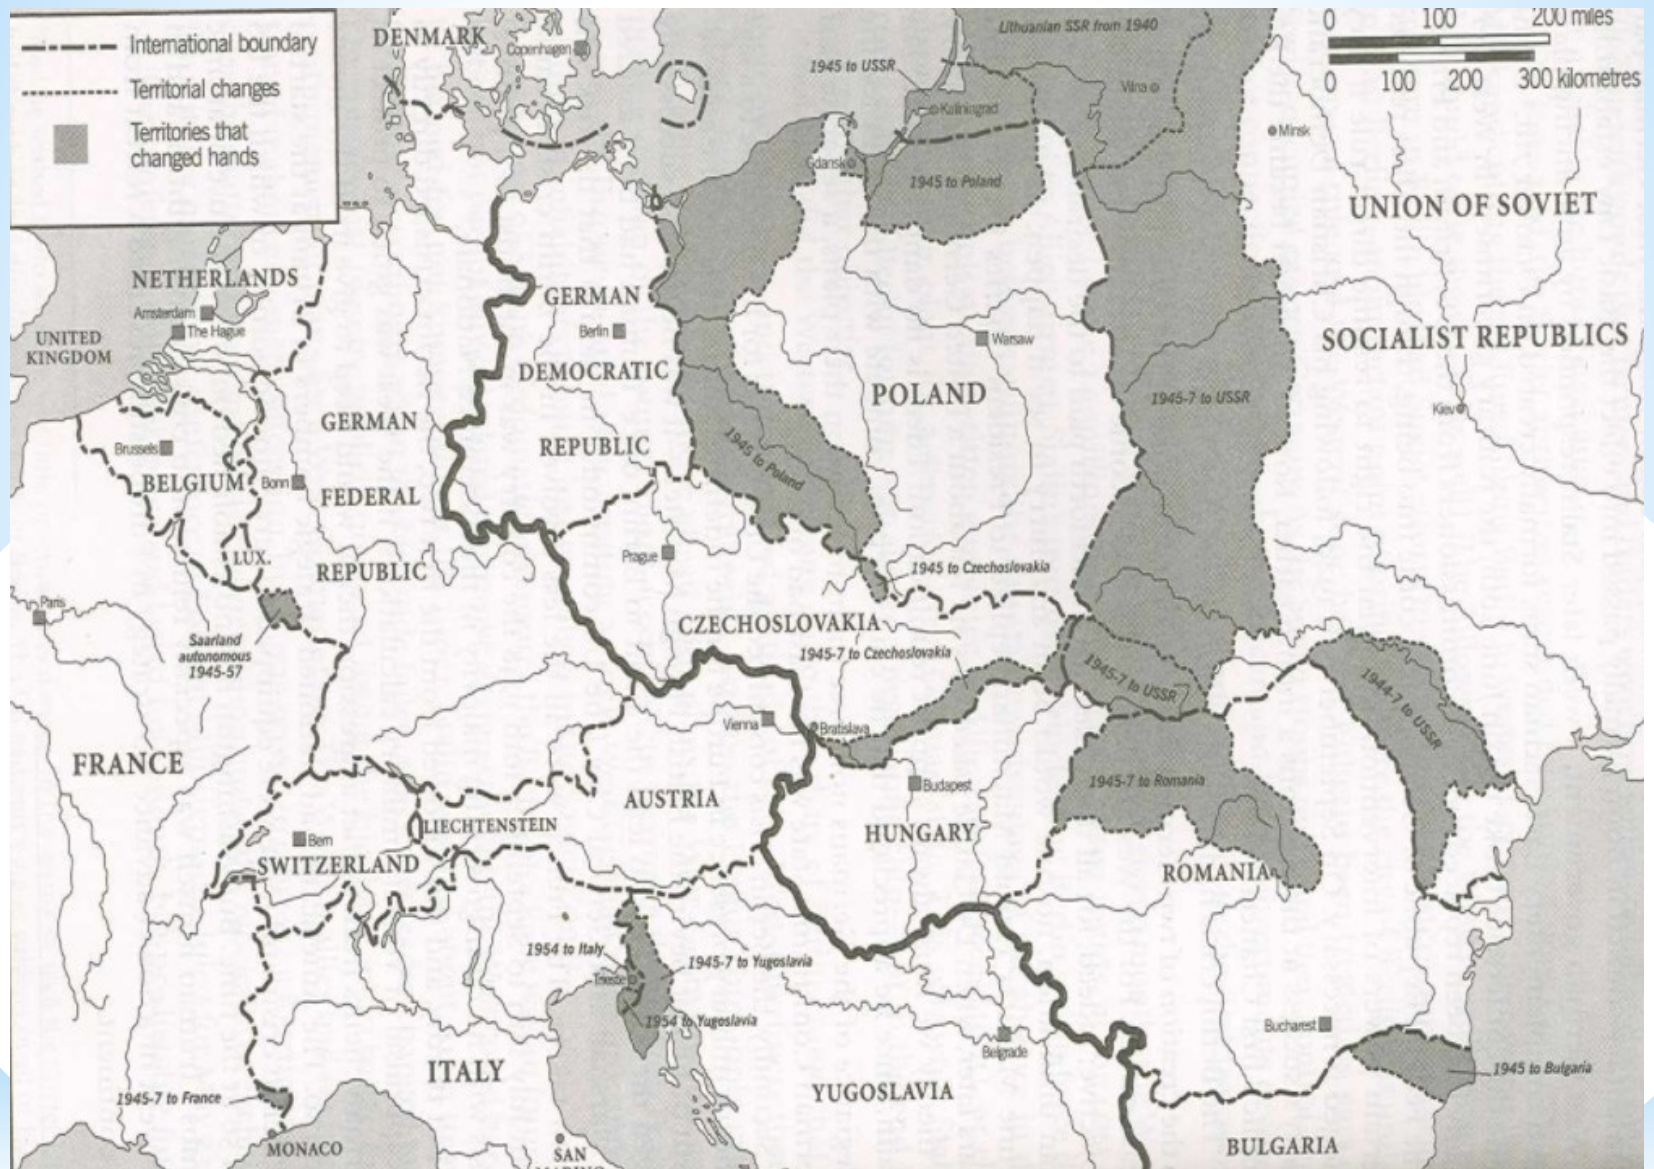 International boundary
Territorial changes
Territories that
changed hands
0 100 200 miles
0 100 200 300 kilometres
DENMARK
Copenhagen
Lithuanian SSR from 1940
1945 to USSR
Vilna
Kaliningrad
Minsk
Gdansk
1945 to Poland
UNION OF SOVIET
SOCIALIST REPUBLICS
NETHERLANDS
Amsterdam
The Hague
UNITED
KINGDOM
GERMAN
Berlin
DEMOCRATIC
REPUBLIC
Warsaw
POLAND
1945-7 to USSR
Kiev
GERMAN
FEDERAL
REPUBLIC
Brussels
BELGIUM
Bonn
1945 to Poland
LUX.
Prague
1945 to Czechoslovakia
Paris
CZECHOSLOVAKIA
Saarland
autonomous
1945-57
1945-7 to Czechoslovakia
1945-7 to USSR
1944-7 to USSR
Vienna
Bratislava
FRANCE
AUSTRIA
Budapest
1945-7 to Romania
LIECHTENSTEIN
HUNGARY
Bern
SWITZERLAND
ROMANIA
1954 to Italy
1945-7 to Yugoslavia
Trieste
1954 to Yugoslavia
Bucharest
Belgrade
ITALY
YUGOSLAVIA
1945 to Bulgaria
1945-7 to France
MONACO
SAN
MARINO
BULGARIA